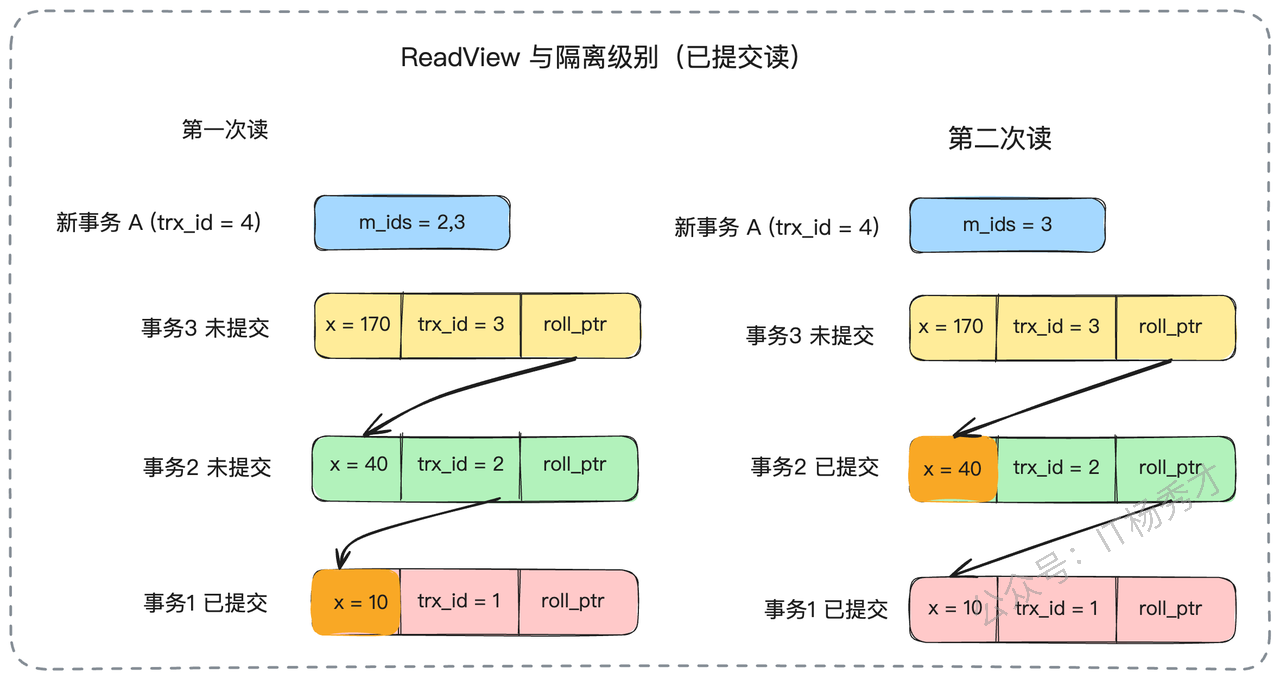 ReadView 与隔离级别（已提交读）
第一次读
新事务 A (trx_id = 4)
m_ids = 2,3
事务3 未提交
x = 170
trx_id = 3
roll_ptr
事务2 未提交
x = 40
trx_id = 2
roll_ptr
事务1 已提交
x = 10
trx_id = 1
roll_ptr
第二次读
新事务 A (trx_id = 4)
m_ids = 3
事务3 未提交
x = 170
trx_id = 3
roll_ptr
事务2 已提交
x = 40
trx_id = 2
roll_ptr
事务1 已提交
x = 10
trx_id = 1
roll_ptr
公众号：IT杨秀才